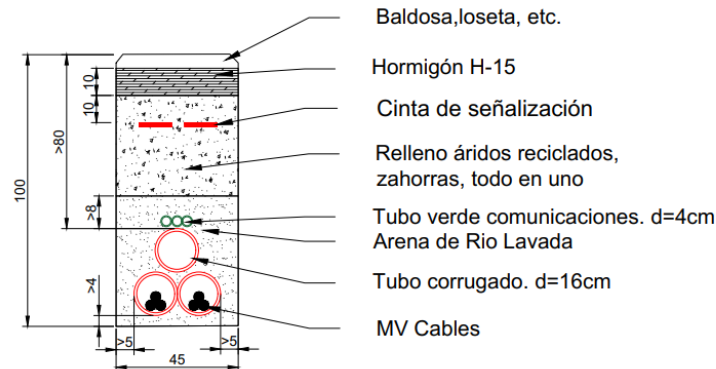 Baldosa,loseta, etc.
Hormigón H-15
Cinta de señalización
Relleno áridos reciclados,
zahorras, todo en uno
Tubo verde comunicaciones. d=4cm
Arena de Rio Lavada
Tubo corrugado. d=16cm
MV Cables
10
10
>80
100
>8
>4
>5
>5
45